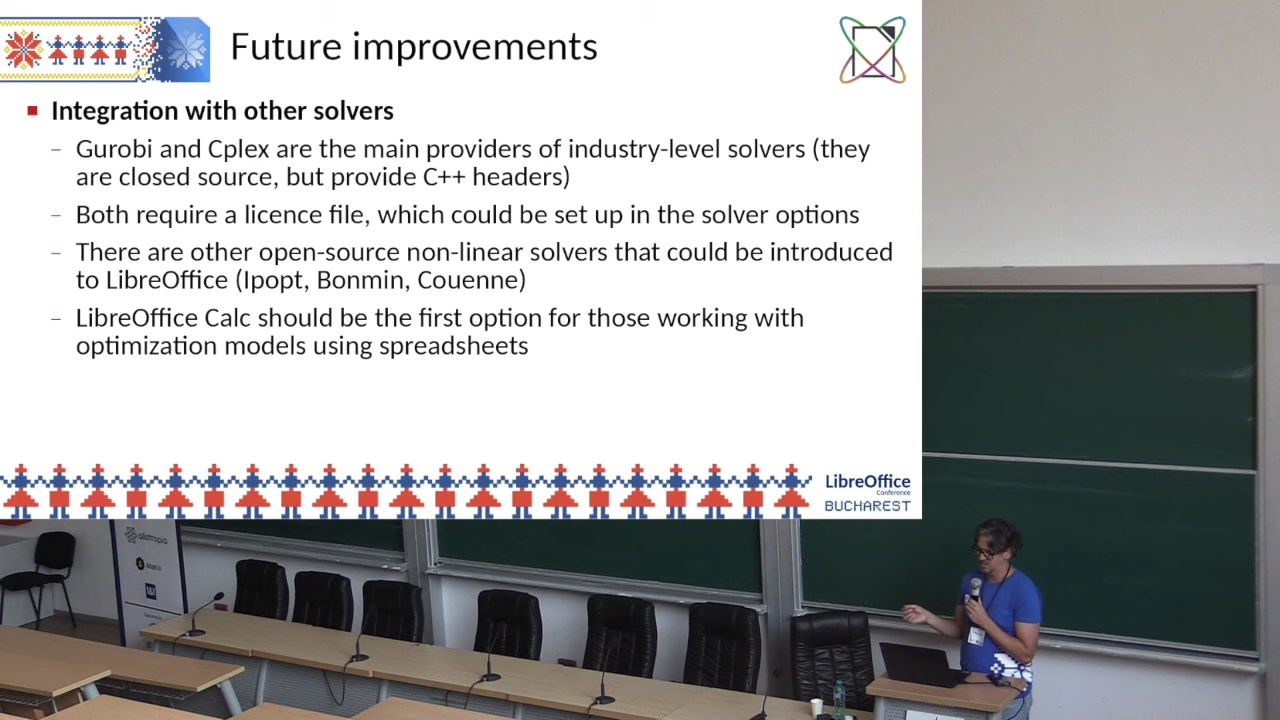 Future improvements
Integration with other solvers
– Gurobi and Cplex are the main providers of industry-level solvers (they
are closed source, but provide C++ headers)
– Both require a licence file, which could be set up in the solver options
– There are other open-source non-linear solvers that could be introduced
to LibreOffice (Ipopt, Bonmin, Couenne)
– LibreOffice Calc should be the first option for those working with
optimization models using spreadsheets
LibreOffice
Conference
BUCHAREST
allotropia